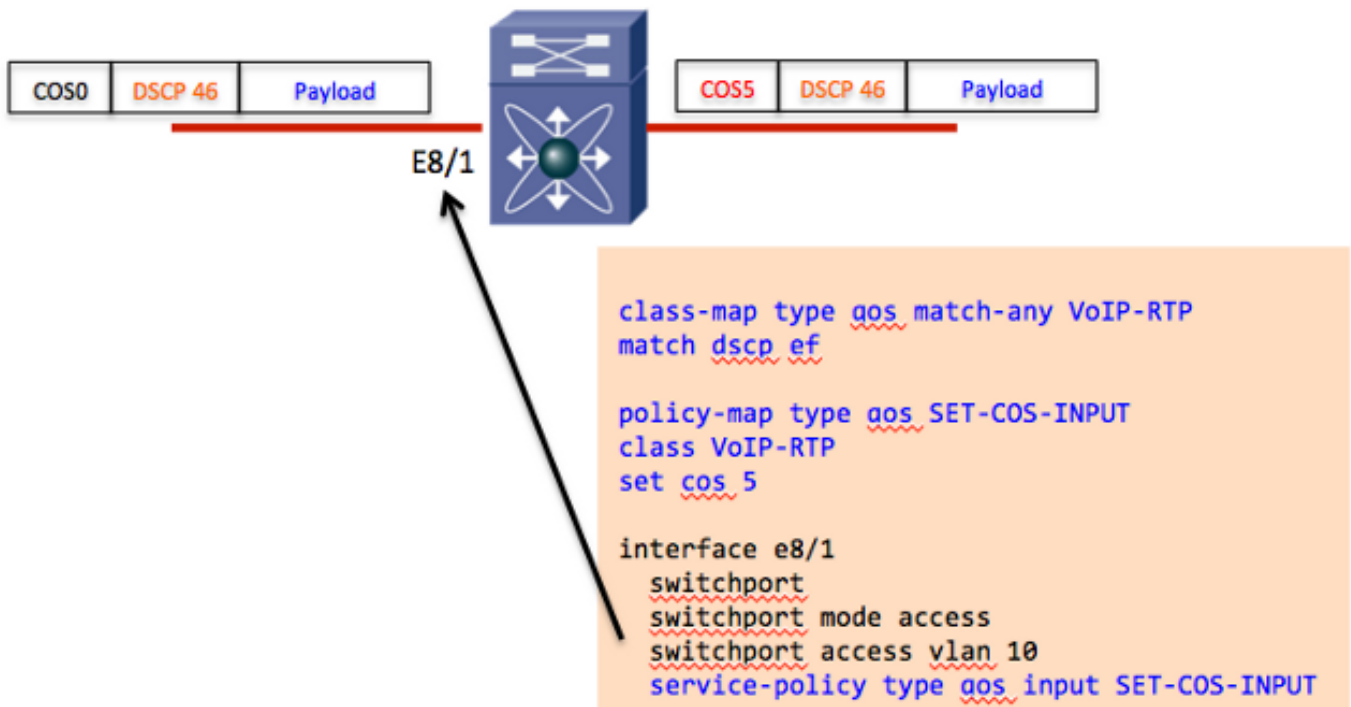 COS0 DSCP 46 Payload
COS5 DSCP 46 Payload
E8/1
class-map type qos match-any VoIP-RTP
match dscp ef
policy-map type qos SET-COS-INPUT
class VoIP-RTP
set cos 5
interface e8/1
switchport
switchport mode access
switchport access vlan 10
service-policy type qos input SET-COS-INPUT